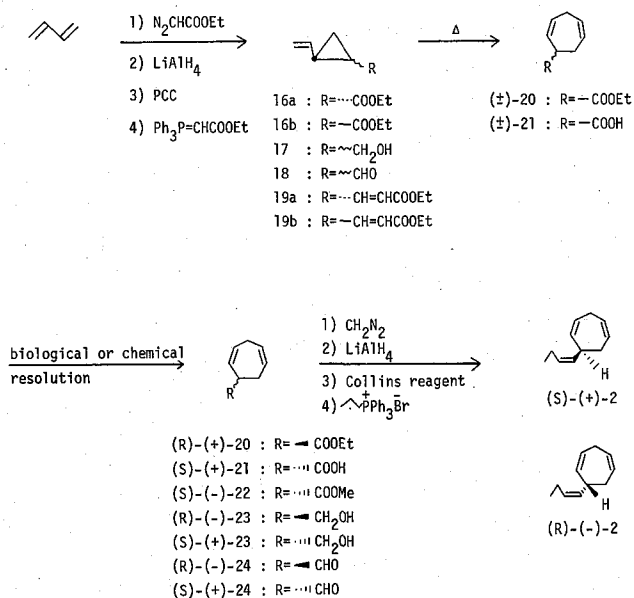 1) N2CHCOOEt
2) LiAlH4
3) PCC
4) Ph3P=CHCOOEt
R
Δ
R
16a : R=···COOEt
16b : R=—COOEt
17 : R=~CH2OH
18 : R=~CHO
19a : R=···CH=CHCOOEt
19b : R=—CH=CHCOOEt
(±)-20 : R=—COOEt
(±)-21 : R=—COOH
biological or chemical
resolution
R
1) CH2N2
2) LiAlH4
3) Collins reagent
4) PPh3Br
+ −
H
(S)-(+)-2
H
(R)-(-)-2
(R)-(+)-20 : R= COOEt
(S)-(+)-21 : R= ···COOH
(S)-(-)-22 : R= ···COOMe
(R)-(-)-23 : R= CH2OH
(S)-(+)-23 : R= ···CH2OH
(R)-(-)-24 : R= CHO
(S)-(+)-24 : R= ···CHO